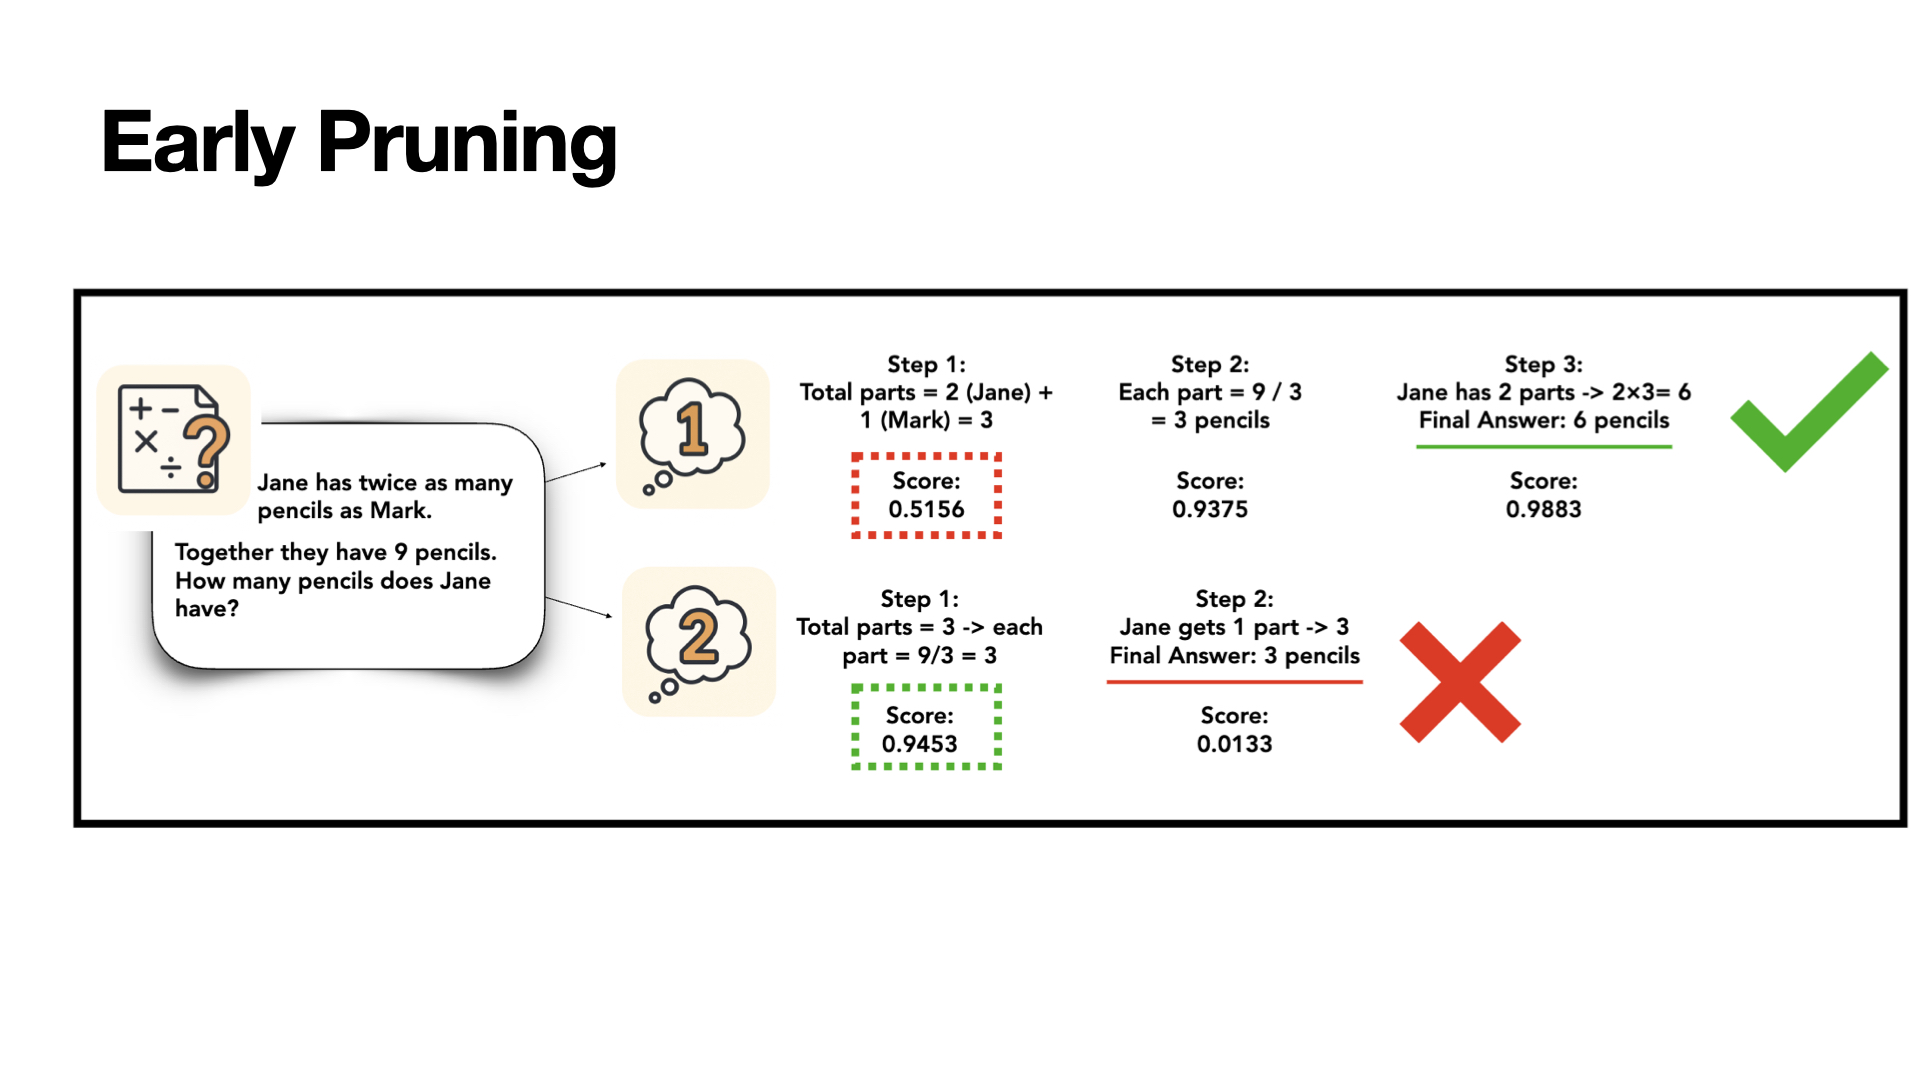 Early Pruning
+ -
× ?
÷
Jane has twice as many
pencils as Mark.
Together they have 9 pencils.
How many pencils does Jane
have?
1
Step 1:
Total parts = 2 (Jane) +
1 (Mark) = 3
Score:
0.5156
Step 2:
Each part = 9 / 3
= 3 pencils
Score:
0.9375
Step 3:
Jane has 2 parts -> 2×3= 6
Final Answer: 6 pencils
Score:
0.9883
2
Step 1:
Total parts = 3 -> each
part = 9/3 = 3
Score:
0.9453
Step 2:
Jane gets 1 part -> 3
Final Answer: 3 pencils
Score:
0.0133